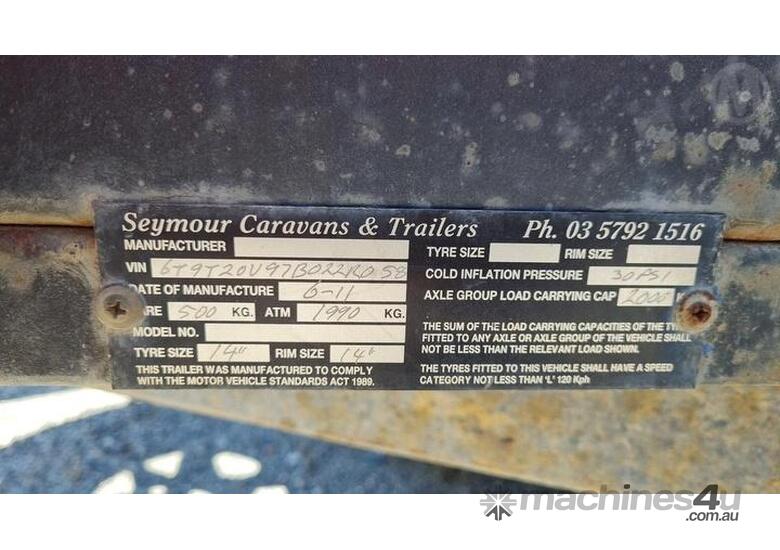 Seymour Caravans & Trailers Ph. 03 5792 1516
MANUFACTURER
VIN 6T9T20V97B022RD58
DATE OF MANUFACTURE 6-11
TARE 500 KG. ATM 1990 KG.
MODEL NO.
TYRE SIZE 14" RIM SIZE 14"
THIS TRAILER WAS MANUFACTURED TO COMPLY
WITH THE MOTOR VEHICLE STANDARDS ACT 1989.
TYRE SIZE RIM SIZE
COLD INFLATION PRESSURE 30PSI
AXLE GROUP LOAD CARRYING CAP 2000
THE SUM OF THE LOAD CARRYING CAPACITIES OF THE
FITTED TO ANY AXLE OR AXLE GROUP OF THE VEHICLE SHALL
NOT BE LESS THAN THE RELEVANT LOAD SHOWN.
THE TYRES FITTED TO THIS VEHICLE SHALL HAVE A SPEED
CATEGORY NOT LESS THAN 'L' 120 Kph
machines4u
.com.au